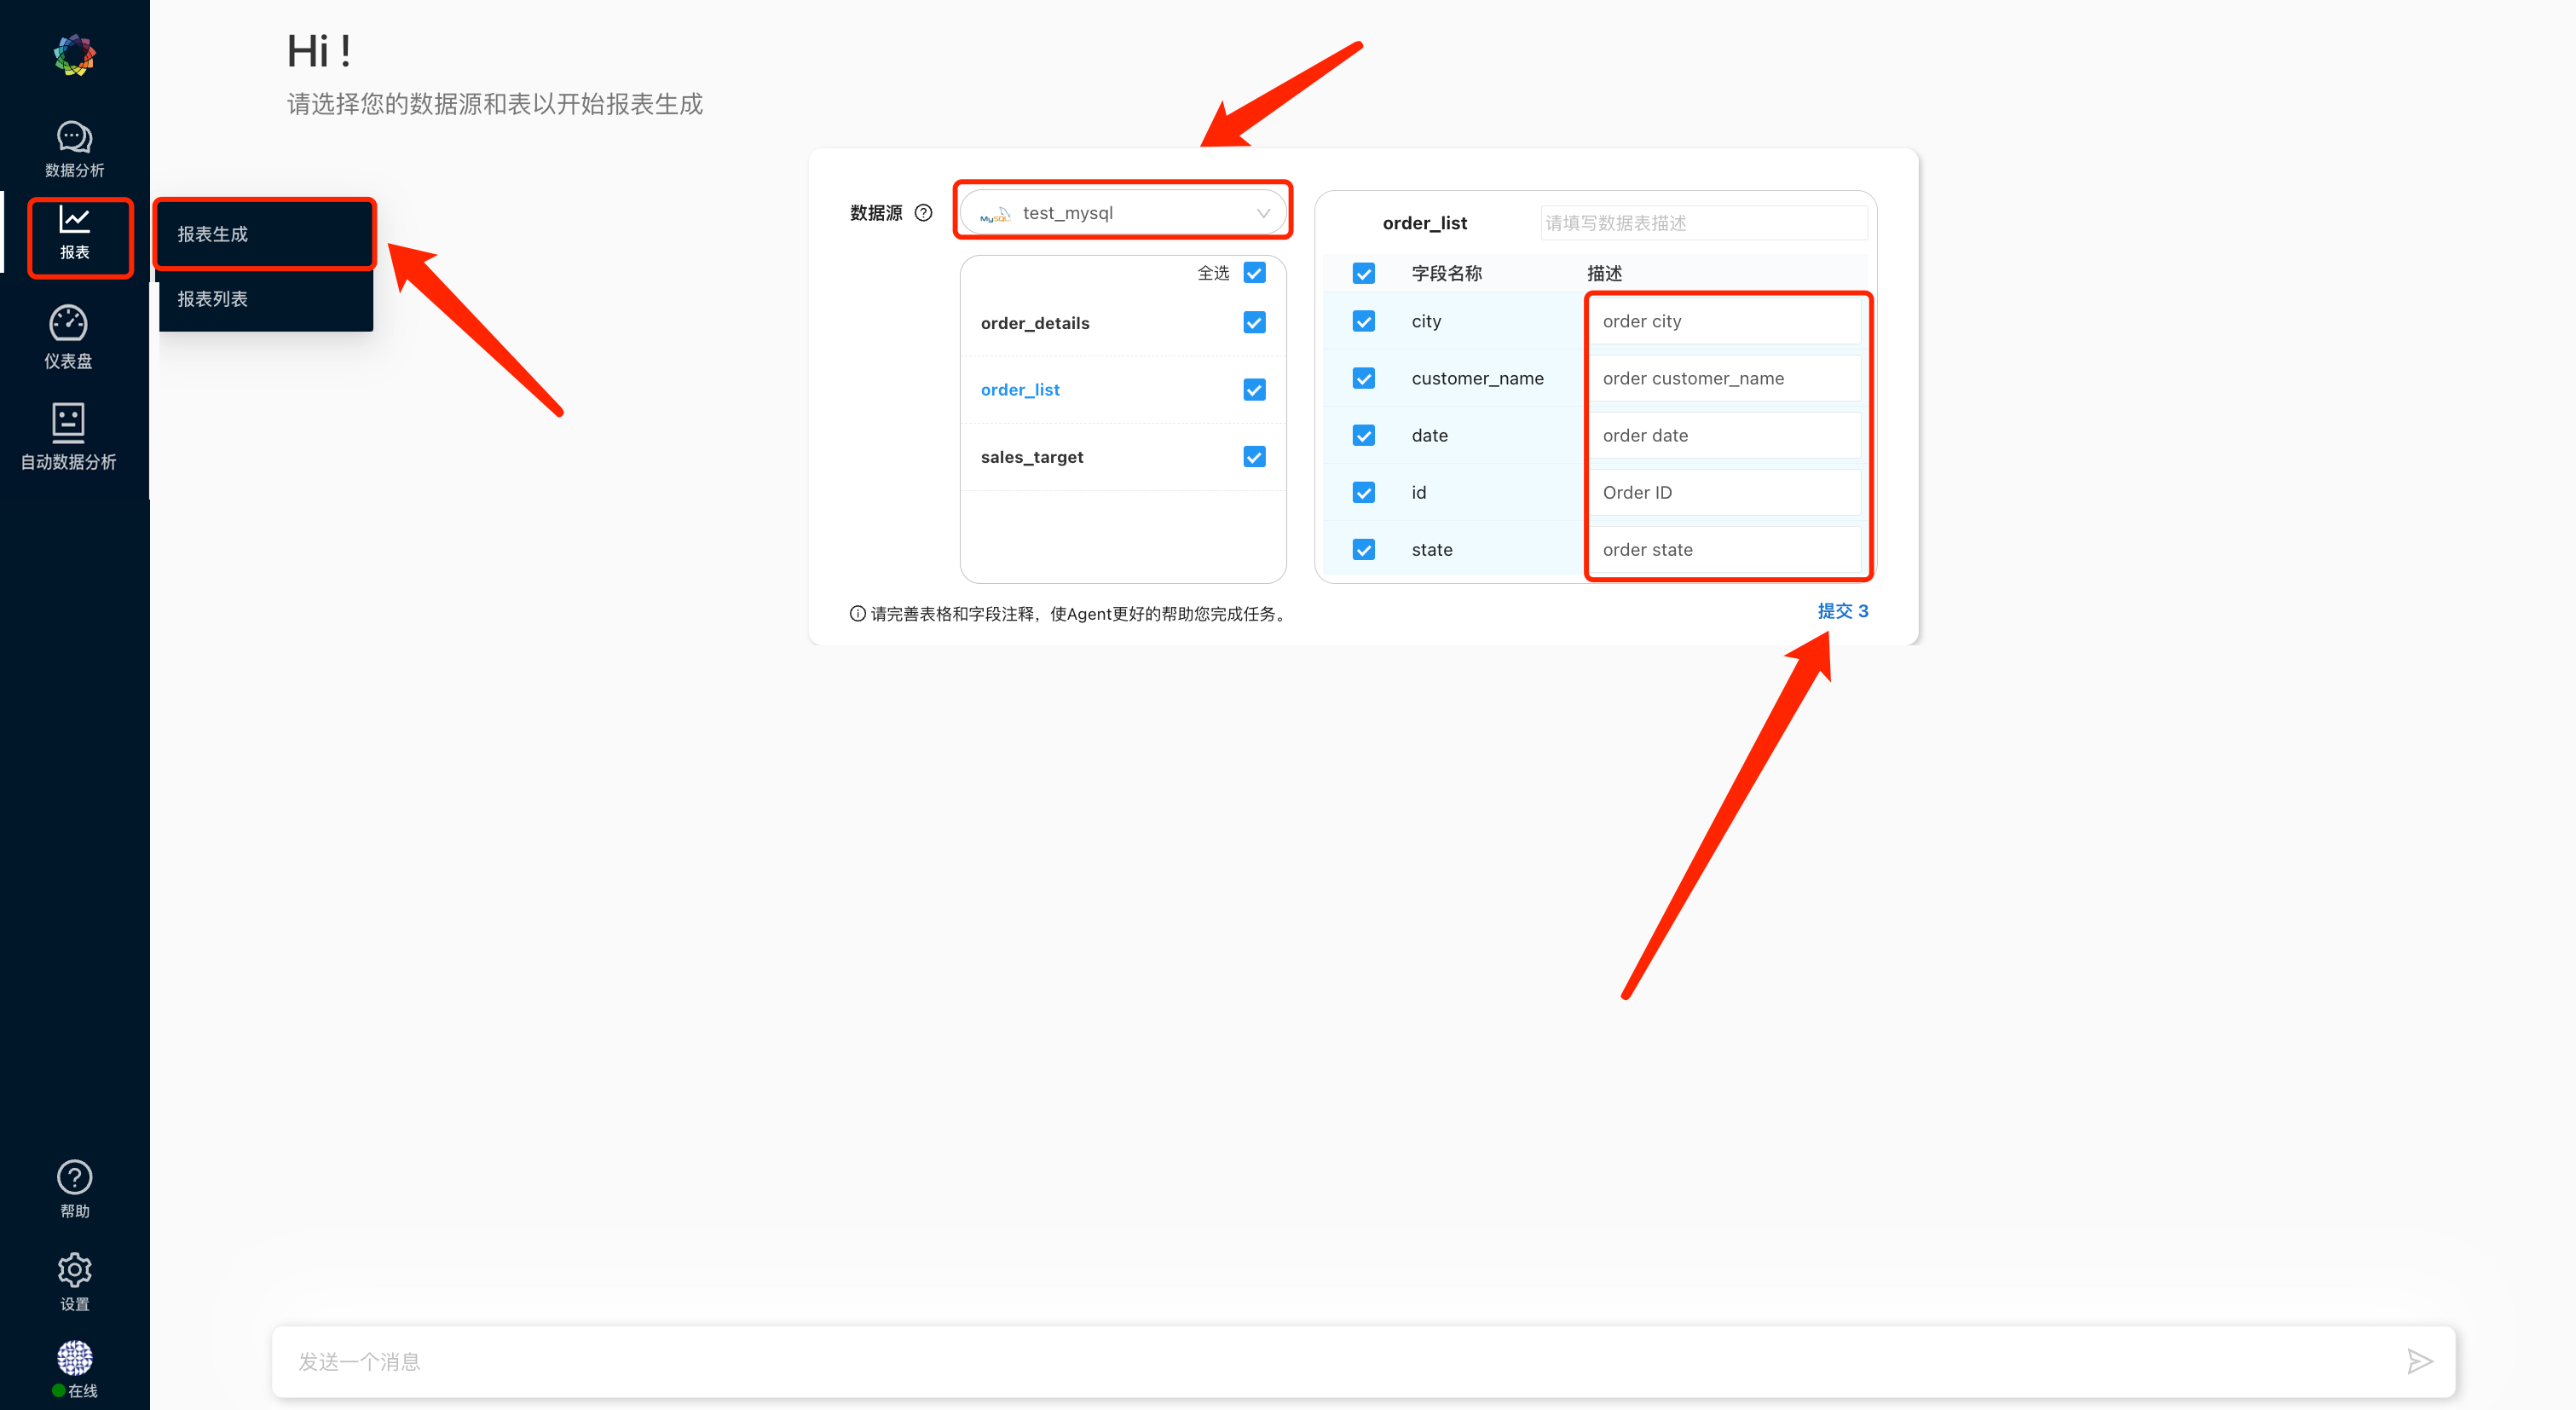 Hi !
请选择您的数据源和表以开始报表生成
数据分析
报表
报表生成
报表列表
仪表盘
自动数据分析
帮助
设置
在线
数据源
MySQL test_mysql
全选
order_details
order_list
sales_target
order_list 请填写数据表描述
字段名称 描述
city order city
customer_name order customer_name
date order date
id Order ID
state order state
请完善表格和字段注释，使Agent更好的帮助您完成任务。
提交 3
发送一个消息